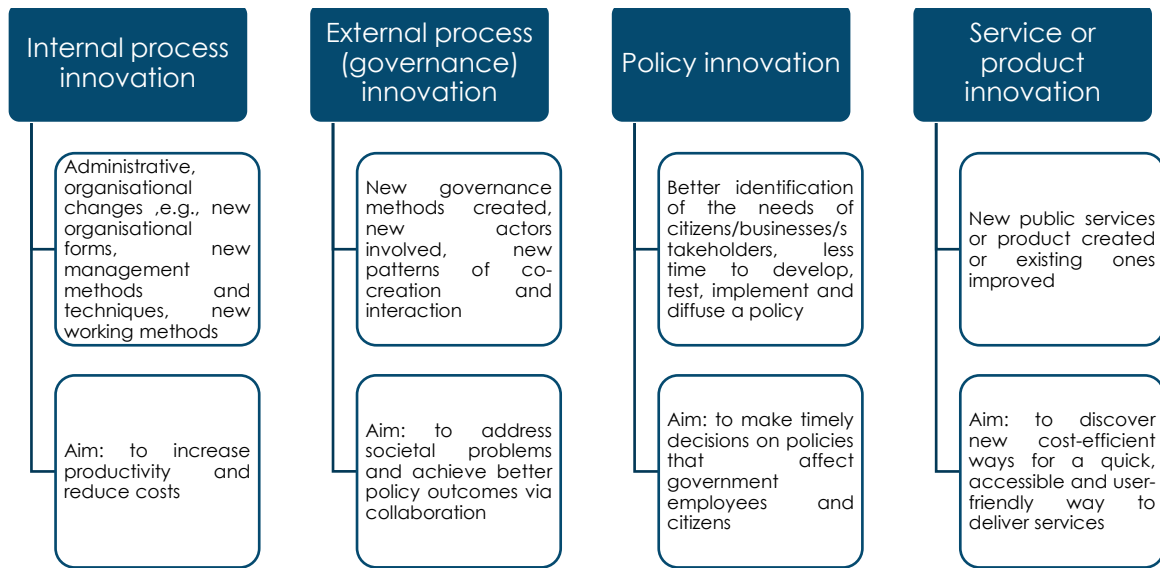 Internal process
innovation
Administrative,
organisational
changes ,e.g., new
organisational
forms, new
management
methods and
techniques, new
working methods
Aim: to increase
productivity and
reduce costs
External process
(governance)
innovation
New governance
methods created,
new actors
involved, new
patterns of co-
creation and
interaction
Aim: to address
societal problems
and achieve better
policy outcomes via
collaboration
Policy innovation
Better identification
of the needs of
citizens/businesses/s
takeholders, less
time to develop,
test, implement and
diffuse a policy
Aim: to make timely
decisions on policies
that affect
government
employees and
citizens
Service or
product
innovation
New public services
or product created
or existing ones
improved
Aim: to discover
new cost-efficient
ways for a quick,
accessible and user-
friendly way to
deliver services